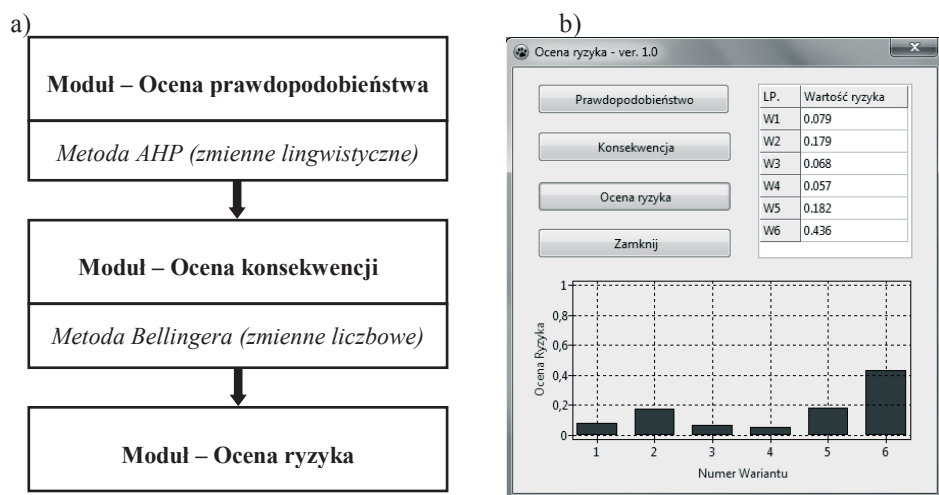 a)
Moduł – Ocena prawdopodobieństwa
Metoda AHP (zmienne lingwistyczne)
Moduł – Ocena konsekwencji
Metoda Bellingera (zmienne liczbowe)
Moduł – Ocena ryzyka
b)
Ocena ryzyka - ver. 1.0
x
Prawdopodobieństwo
Konsekwencja
Ocena ryzyka
Zamknij
LP. Wartość ryzyka
W1 0.079
W2 0.179
W3 0.068
W4 0.057
W5 0.182
W6 0.436
Ocena Ryzyka
1
0,8
0,6
0,4
0,2
0
1 2 3 4 5 6
Numer Wariantu